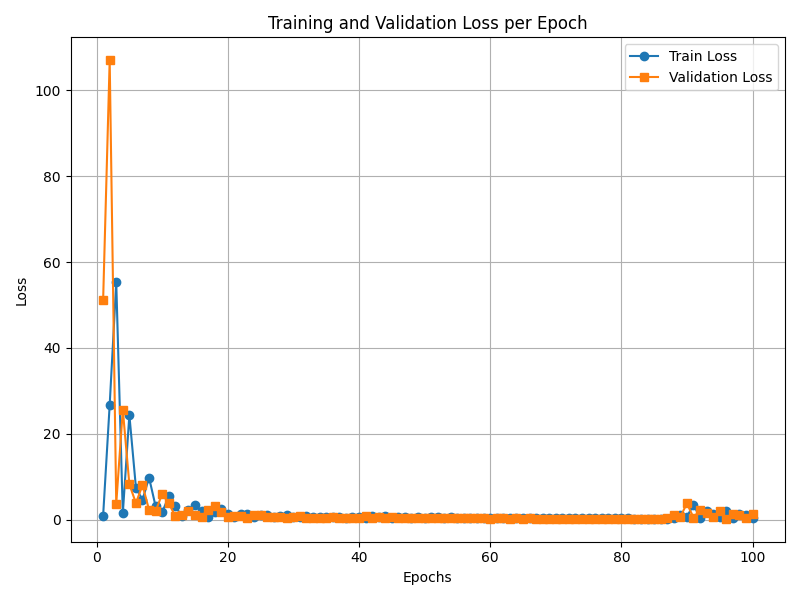 Training and Validation Loss per Epoch
Train Loss
Validation Loss
100
80
60
40
20
0
Loss
0
20
40
60
80
100
Epochs